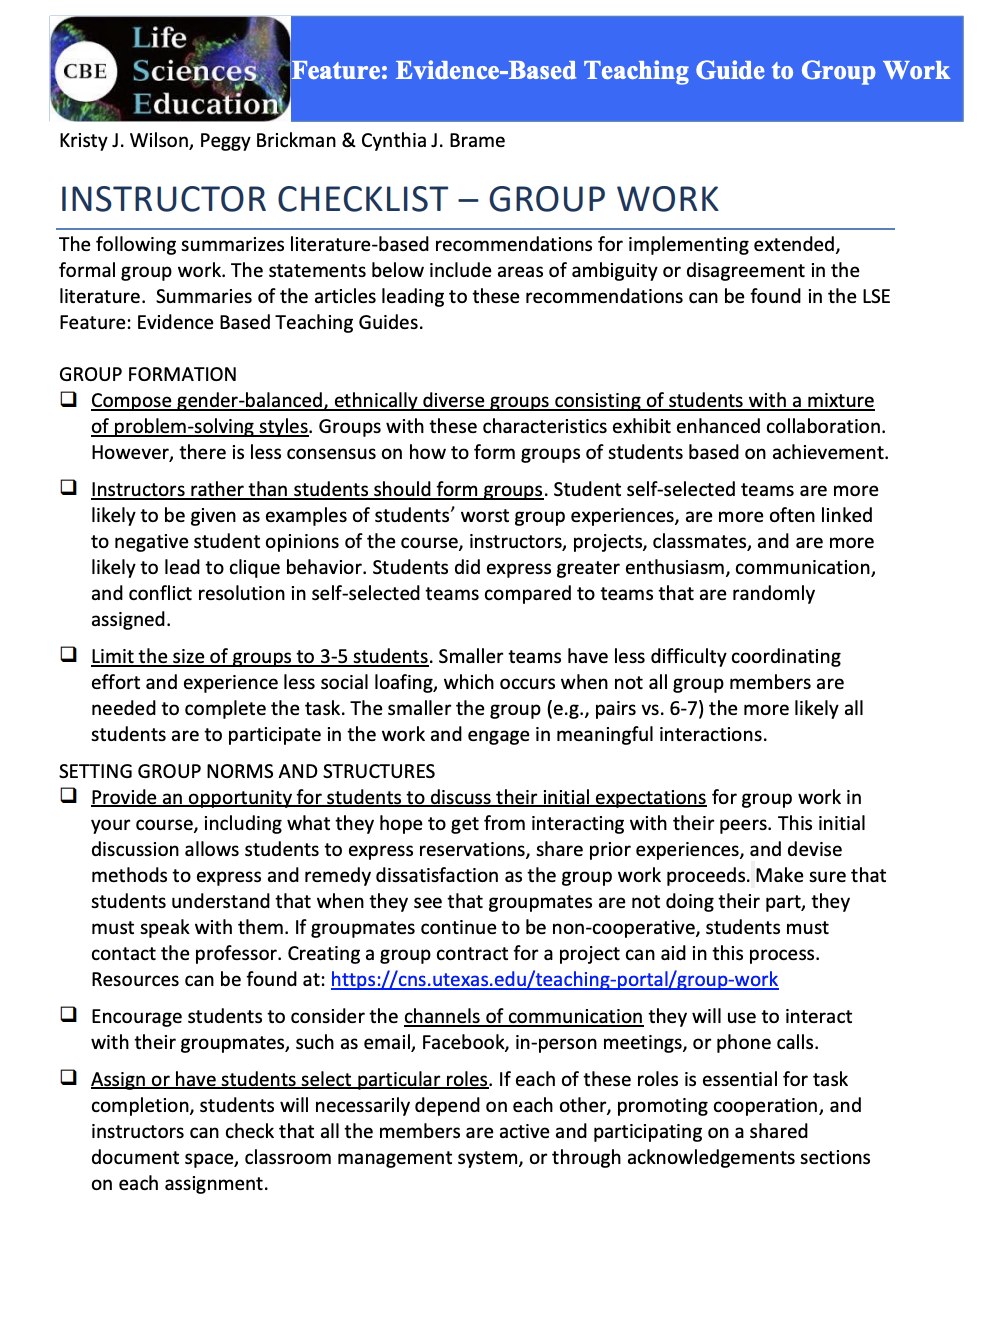 Life
Sciences
Education
CBE
Feature: Evidence-Based Teaching Guide to Group Work
Kristy J. Wilson, Peggy Brickman & Cynthia J. Brame
INSTRUCTOR CHECKLIST – GROUP WORK
The following summarizes literature-based recommendations for implementing extended,
formal group work. The statements below include areas of ambiguity or disagreement in the
literature.  Summaries of the articles leading to these recommendations can be found in the LSE
Feature: Evidence Based Teaching Guides.
GROUP FORMATION
❑ Compose gender-balanced, ethnically diverse groups consisting of students with a mixture
of problem-solving styles. Groups with these characteristics exhibit enhanced collaboration.
However, there is less consensus on how to form groups of students based on achievement.
❑ Instructors rather than students should form groups. Student self-selected teams are more
likely to be given as examples of students’ worst group experiences, are more often linked
to negative student opinions of the course, instructors, projects, classmates, and are more
likely to lead to clique behavior. Students did express greater enthusiasm, communication,
and conflict resolution in self-selected teams compared to teams that are randomly
assigned.
❑ Limit the size of groups to 3-5 students. Smaller teams have less difficulty coordinating
effort and experience less social loafing, which occurs when not all group members are
needed to complete the task. The smaller the group (e.g., pairs vs. 6-7) the more likely all
students are to participate in the work and engage in meaningful interactions.
SETTING GROUP NORMS AND STRUCTURES
❑ Provide an opportunity for students to discuss their initial expectations for group work in
your course, including what they hope to get from interacting with their peers. This initial
discussion allows students to express reservations, share prior experiences, and devise
methods to express and remedy dissatisfaction as the group work proceeds. Make sure that
students understand that when they see that groupmates are not doing their part, they
must speak with them. If groupmates continue to be non-cooperative, students must
contact the professor. Creating a group contract for a project can aid in this process.
Resources can be found at: https://cns.utexas.edu/teaching-portal/group-work
❑ Encourage students to consider the channels of communication they will use to interact
with their groupmates, such as email, Facebook, in-person meetings, or phone calls.
❑ Assign or have students select particular roles. If each of these roles is essential for task
completion, students will necessarily depend on each other, promoting cooperation, and
instructors can check that all the members are active and participating on a shared
document space, classroom management system, or through acknowledgements sections
on each assignment.